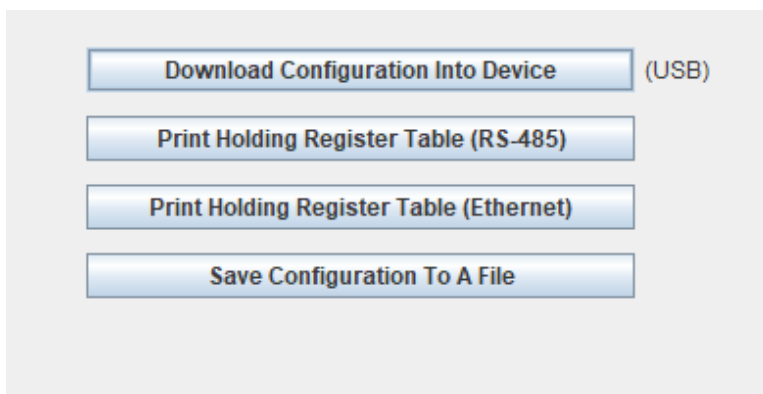 Download Configuration Into Device (USB)
Print Holding Register Table (RS-485)
Print Holding Register Table (Ethernet)
Save Configuration To A File